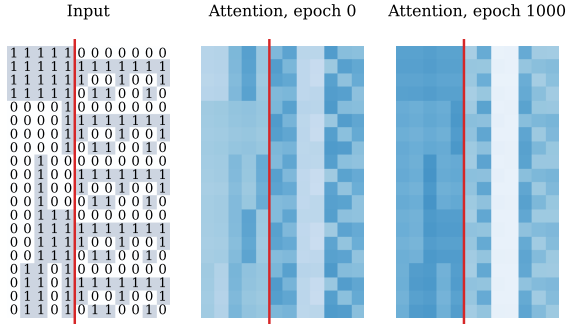 Input
Attention, epoch 0
Attention, epoch 1000
1 1 1 1 1 0 0 0 0 0 0 0
1 1 1 1 1 1 1 1 1 1 1 1
1 1 1 1 1 1 0 0 1 0 0 1
1 1 1 1 1 0 1 1 0 0 1 0
0 0 0 0 1 0 0 0 0 0 0 0
0 0 0 0 1 1 1 1 1 1 1 1
0 0 0 0 1 1 0 0 1 0 0 1
0 0 0 0 1 0 1 1 0 0 1 0
0 0 1 0 0 0 0 0 0 0 0 0
0 0 1 0 0 1 1 1 1 1 1 1
0 0 1 0 0 1 0 0 1 0 0 1
0 0 1 0 0 0 1 1 0 0 1 0
0 0 1 1 1 0 0 0 0 0 0 0
0 0 1 1 1 1 1 1 1 1 1 1
0 0 1 1 1 1 0 0 1 0 0 1
0 0 1 1 1 0 1 1 0 0 1 0
0 1 1 0 1 0 0 0 0 0 0 0
0 1 1 0 1 1 1 1 1 1 1 1
0 1 1 0 1 1 0 0 1 0 0 1
0 1 1 0 1 0 1 1 0 0 1 0